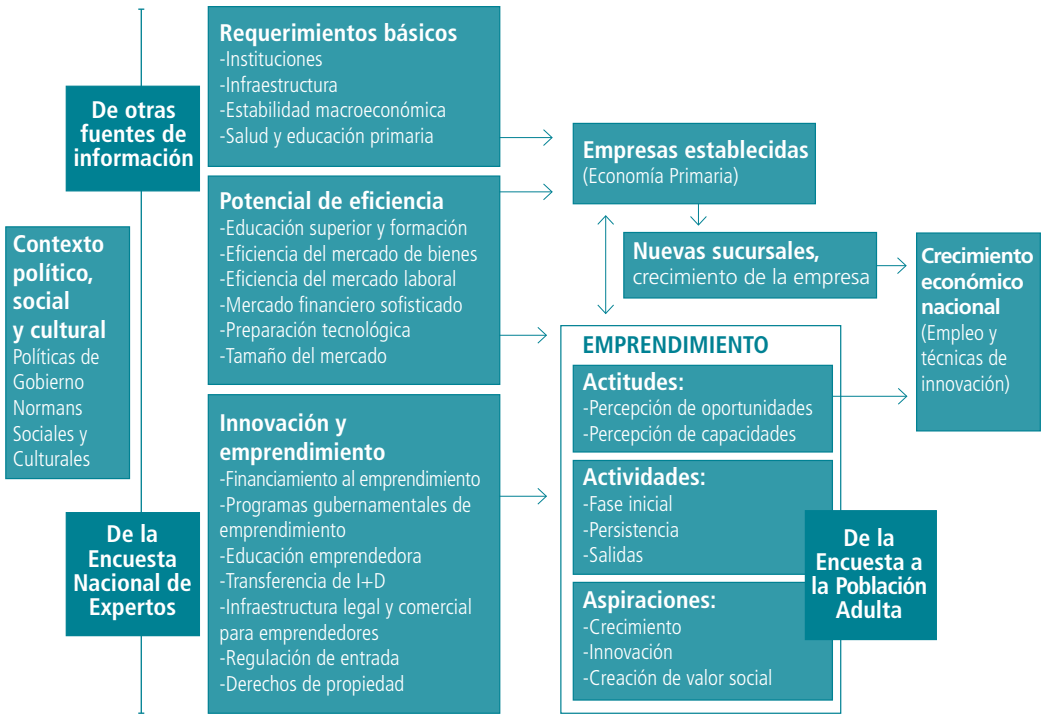 Contexto
político,
social
y cultural
Políticas de
Gobierno
Normans
Sociales y
Culturales
De otras
fuentes de
información
De la
Encuesta
Nacional de
Expertos
Requerimientos básicos
-Instituciones
-Infraestructura
-Estabilidad macroeconómica
-Salud y educación primaria
Potencial de eficiencia
-Educación superior y formación
-Eficiencia del mercado de bienes
-Eficiencia del mercado laboral
-Mercado financiero sofisticado
-Preparación tecnológica
-Tamaño del mercado
Innovación y
emprendimiento
-Financiamiento al emprendimiento
-Programas gubernamentales de
emprendimiento
-Educación emprendedora
-Transferencia de I+D
-Infraestructura legal y comercial
para emprendedores
-Regulación de entrada
-Derechos de propiedad
Empresas establecidas
(Economía Primaria)
Nuevas sucursales,
crecimiento de la empresa
EMPRENDIMIENTO
Actitudes:
-Percepción de oportunidades
-Percepción de capacidades
Actividades:
-Fase inicial
-Persistencia
-Salidas
Aspiraciones:
-Crecimiento
-Innovación
-Creación de valor social
De la
Encuesta a
la Población
Adulta
Crecimiento
económico
nacional
(Empleo y
técnicas de
innovación)